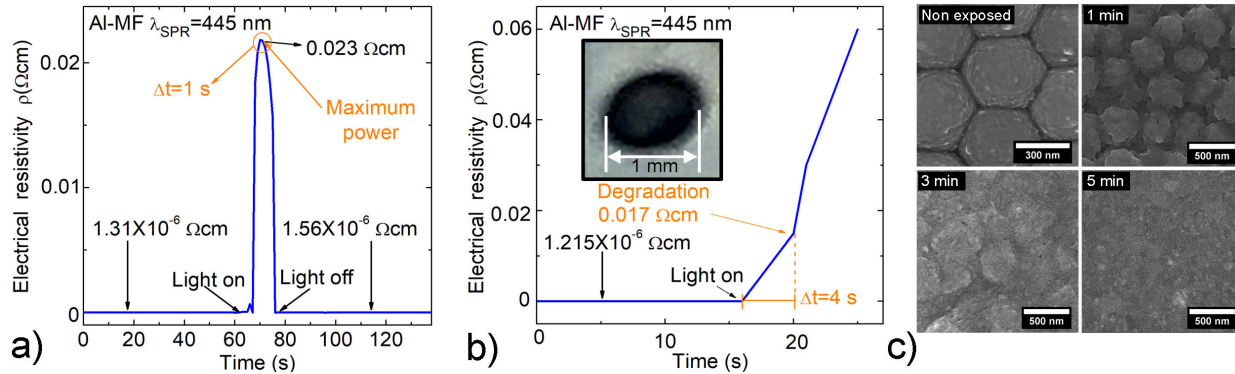 Al-MF λSPR=445 nm
0.023 Ωcm
Δt=1 s
Maximum
power
1.31X10⁻⁶ Ωcm
1.56X10⁻⁶ Ωcm
Light on
Light off
Electrical resistivity ρ(Ωcm)
0.02
0.01
0
0 20 40 60 80 100 120
Time (s)
a)
Al-MF λSPR=445 nm
1 mm
Degradation
0.017 Ωcm
1.215X10⁻⁶ Ωcm
Light on
Δt=4 s
Electrical resistivity ρ(Ωcm)
0.06
0.04
0.02
0
0 10 20
Time (s)
b)
Non exposed
300 nm
1 min
500 nm
3 min
500 nm
5 min
500 nm
c)